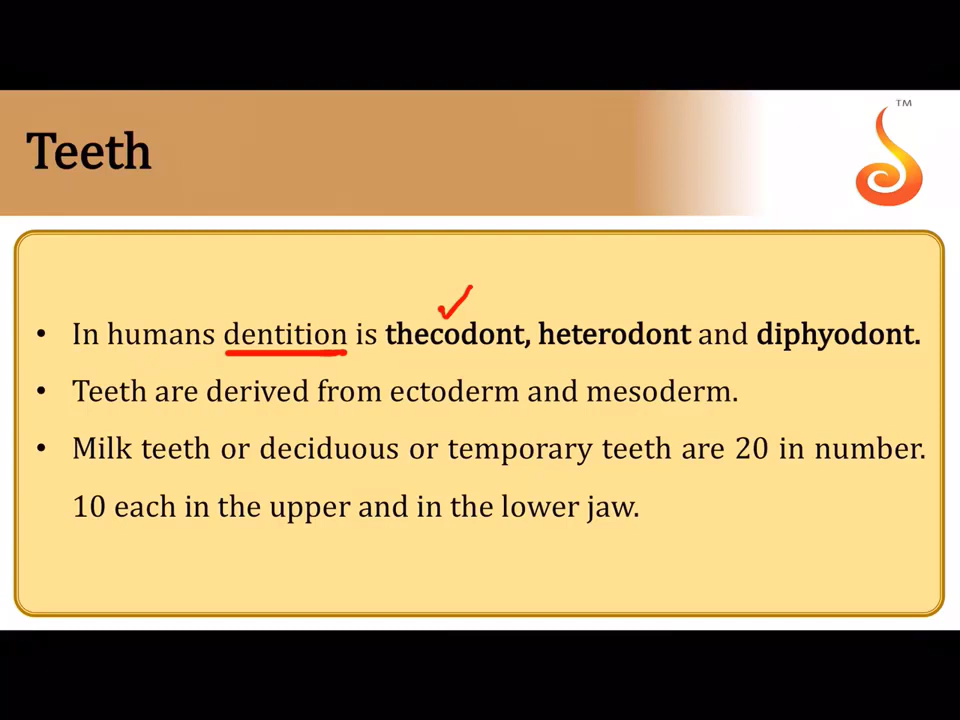 TM
Teeth
• In humans dentition is thecodont, heterodont and diphyodont.
• Teeth are derived from ectoderm and mesoderm.
• Milk teeth or deciduous or temporary teeth are 20 in number.
10 each in the upper and in the lower jaw.